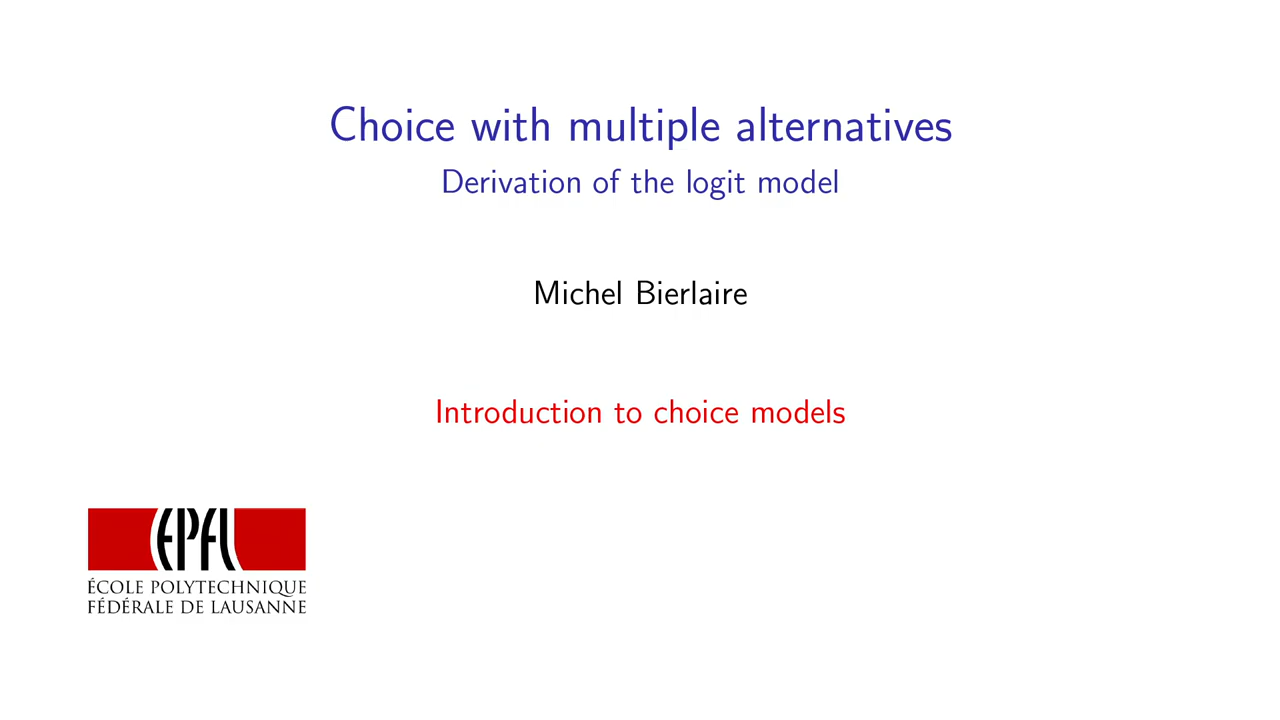 Choice with multiple alternatives
Derivation of the logit model
Michel Bierlaire
Introduction to choice models
EPFL
ÉCOLE POLYTECHNIQUE
FÉDÉRALE DE LAUSANNE